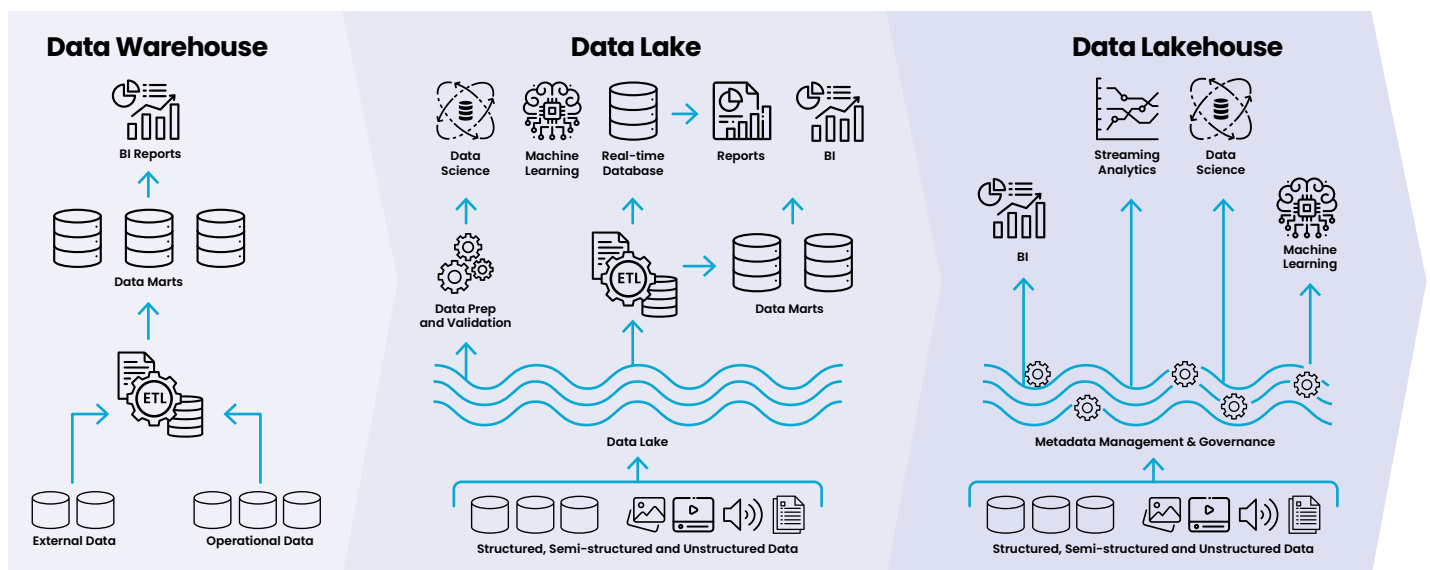 Data Warehouse
BI Reports
Data Marts
ETL
External Data
Operational Data
Data Lake
Data
Science
Machine
Learning
Real-time
Database
Reports
BI
Data Prep
and Validation
ETL
Data Marts
Data Lake
Structured, Semi-structured and Unstructured Data
Data Lakehouse
Streaming
Analytics
Data
Science
BI
Machine
Learning
Metadata Management & Governance
Structured, Semi-structured and Unstructured Data